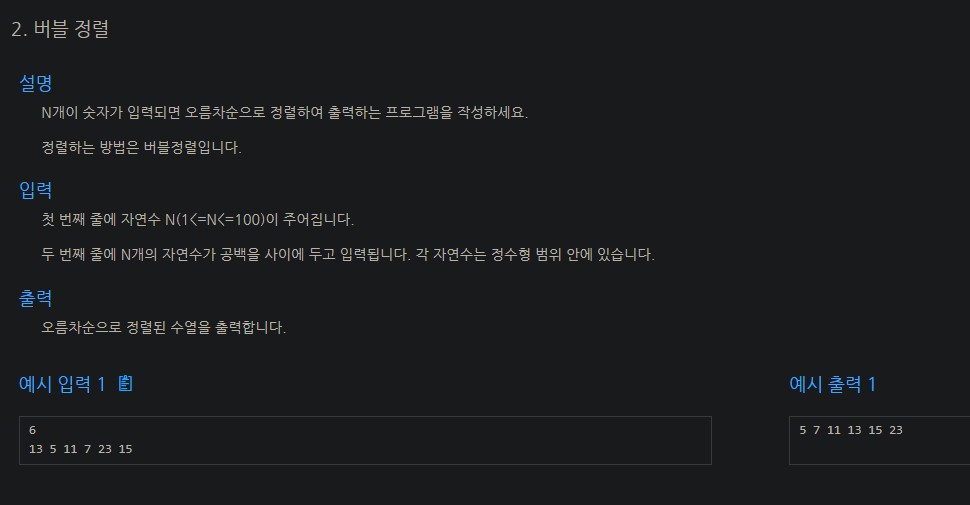 2. 버블 정렬
설명
N개이 숫자가 입력되면 오름차순으로 정렬하여 출력하는 프로그램을 작성하세요.
정렬하는 방법은 버블정렬입니다.
입력
첫 번째 줄에 자연수 N(1<=N<=100)이 주어집니다.
두 번째 줄에 N개의 자연수가 공백을 사이에 두고 입력됩니다. 각 자연수는 정수형 범위 안에 있습니다.
출력
오름차순으로 정렬된 수열을 출력합니다.
예시 입력 1
6
13 5 11 7 23 15
예시 출력 1
5 7 11 13 15 23